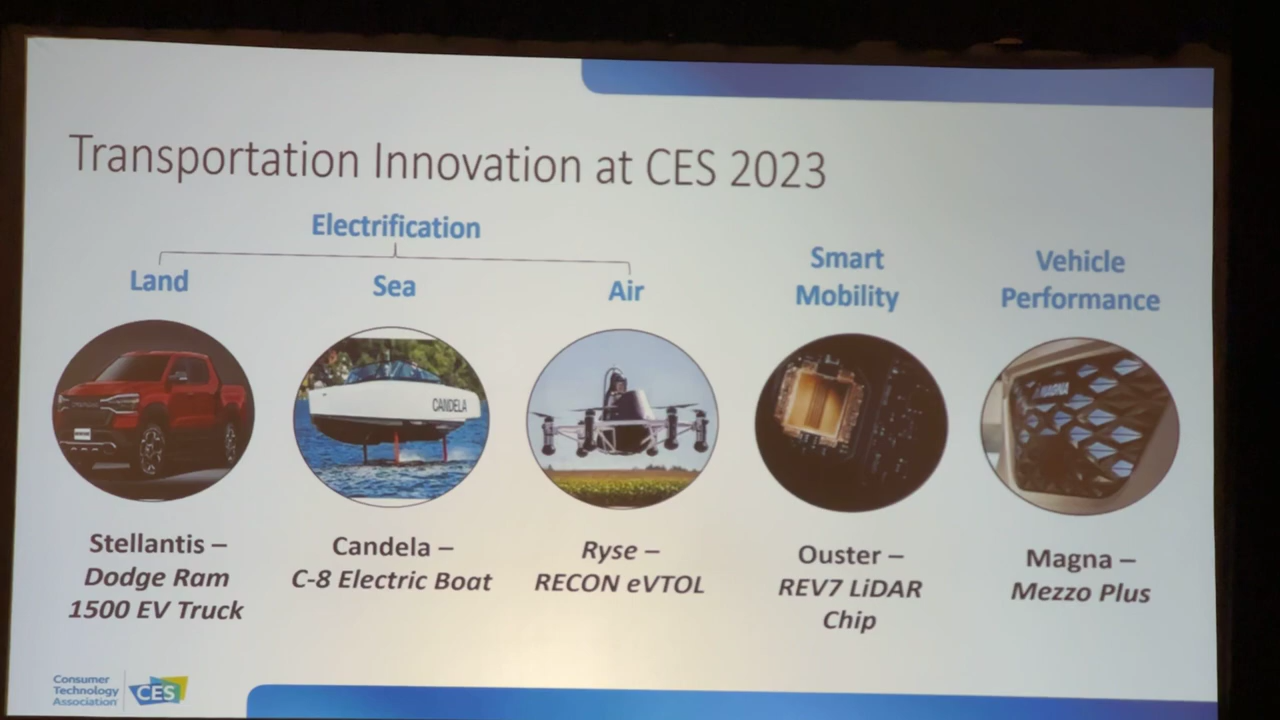 Transportation Innovation at CES 2023
Electrification
Land
Sea
Air
Smart
Mobility
Vehicle
Performance
CANDELA
MAGNA
Stellantis –
Dodge Ram
1500 EV Truck
Candela –
C-8 Electric Boat
Ryse –
RECON eVTOL
Ouster –
REV7 LiDAR
Chip
Magna –
Mezzo Plus
Consumer
Technology
Association
CES